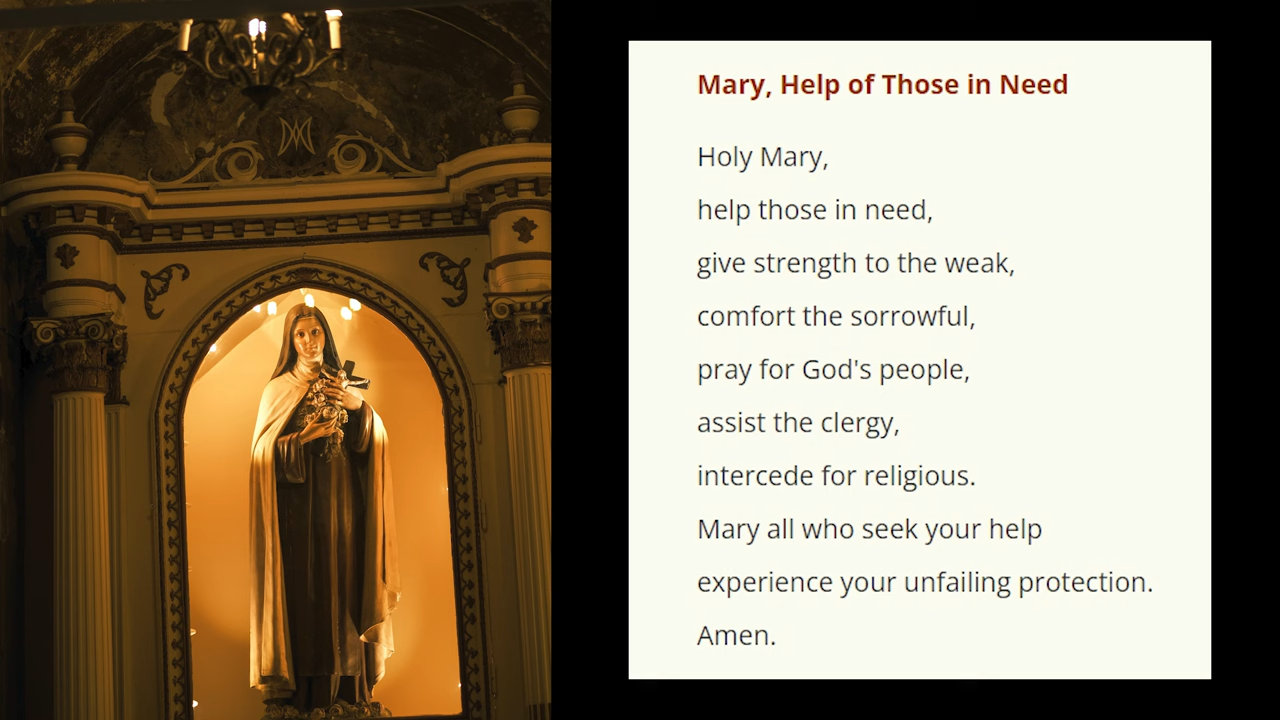 Mary, Help of Those in Need
Holy Mary,
help those in need,
give strength to the weak,
comfort the sorrowful,
pray for God's people,
assist the clergy,
intercede for religious.
Mary all who seek your help
experience your unfailing protection.
Amen.